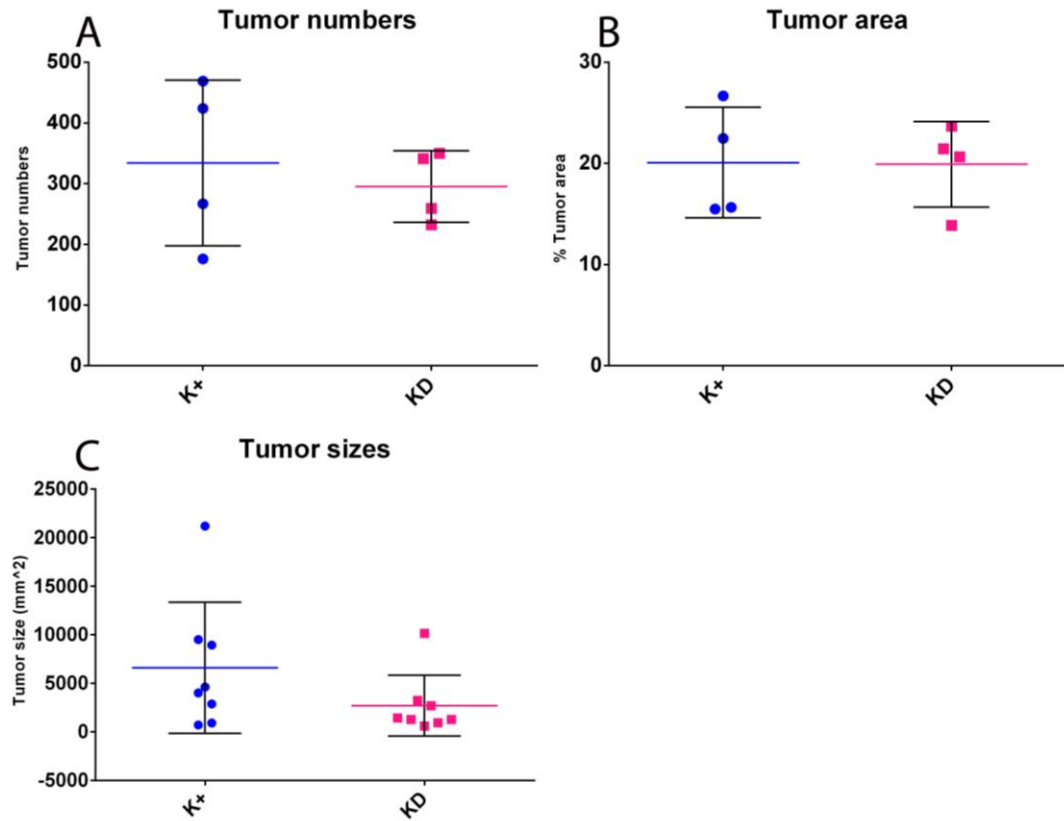 A
Tumor numbers
500
400
300
200
100
0
Tumor numbers
K+
KD
B
Tumor area
30
20
10
0
% Tumor area
K+
KD
C
Tumor sizes
25000
20000
15000
10000
5000
0
-5000
Tumor size (mm^2)
K+
KD